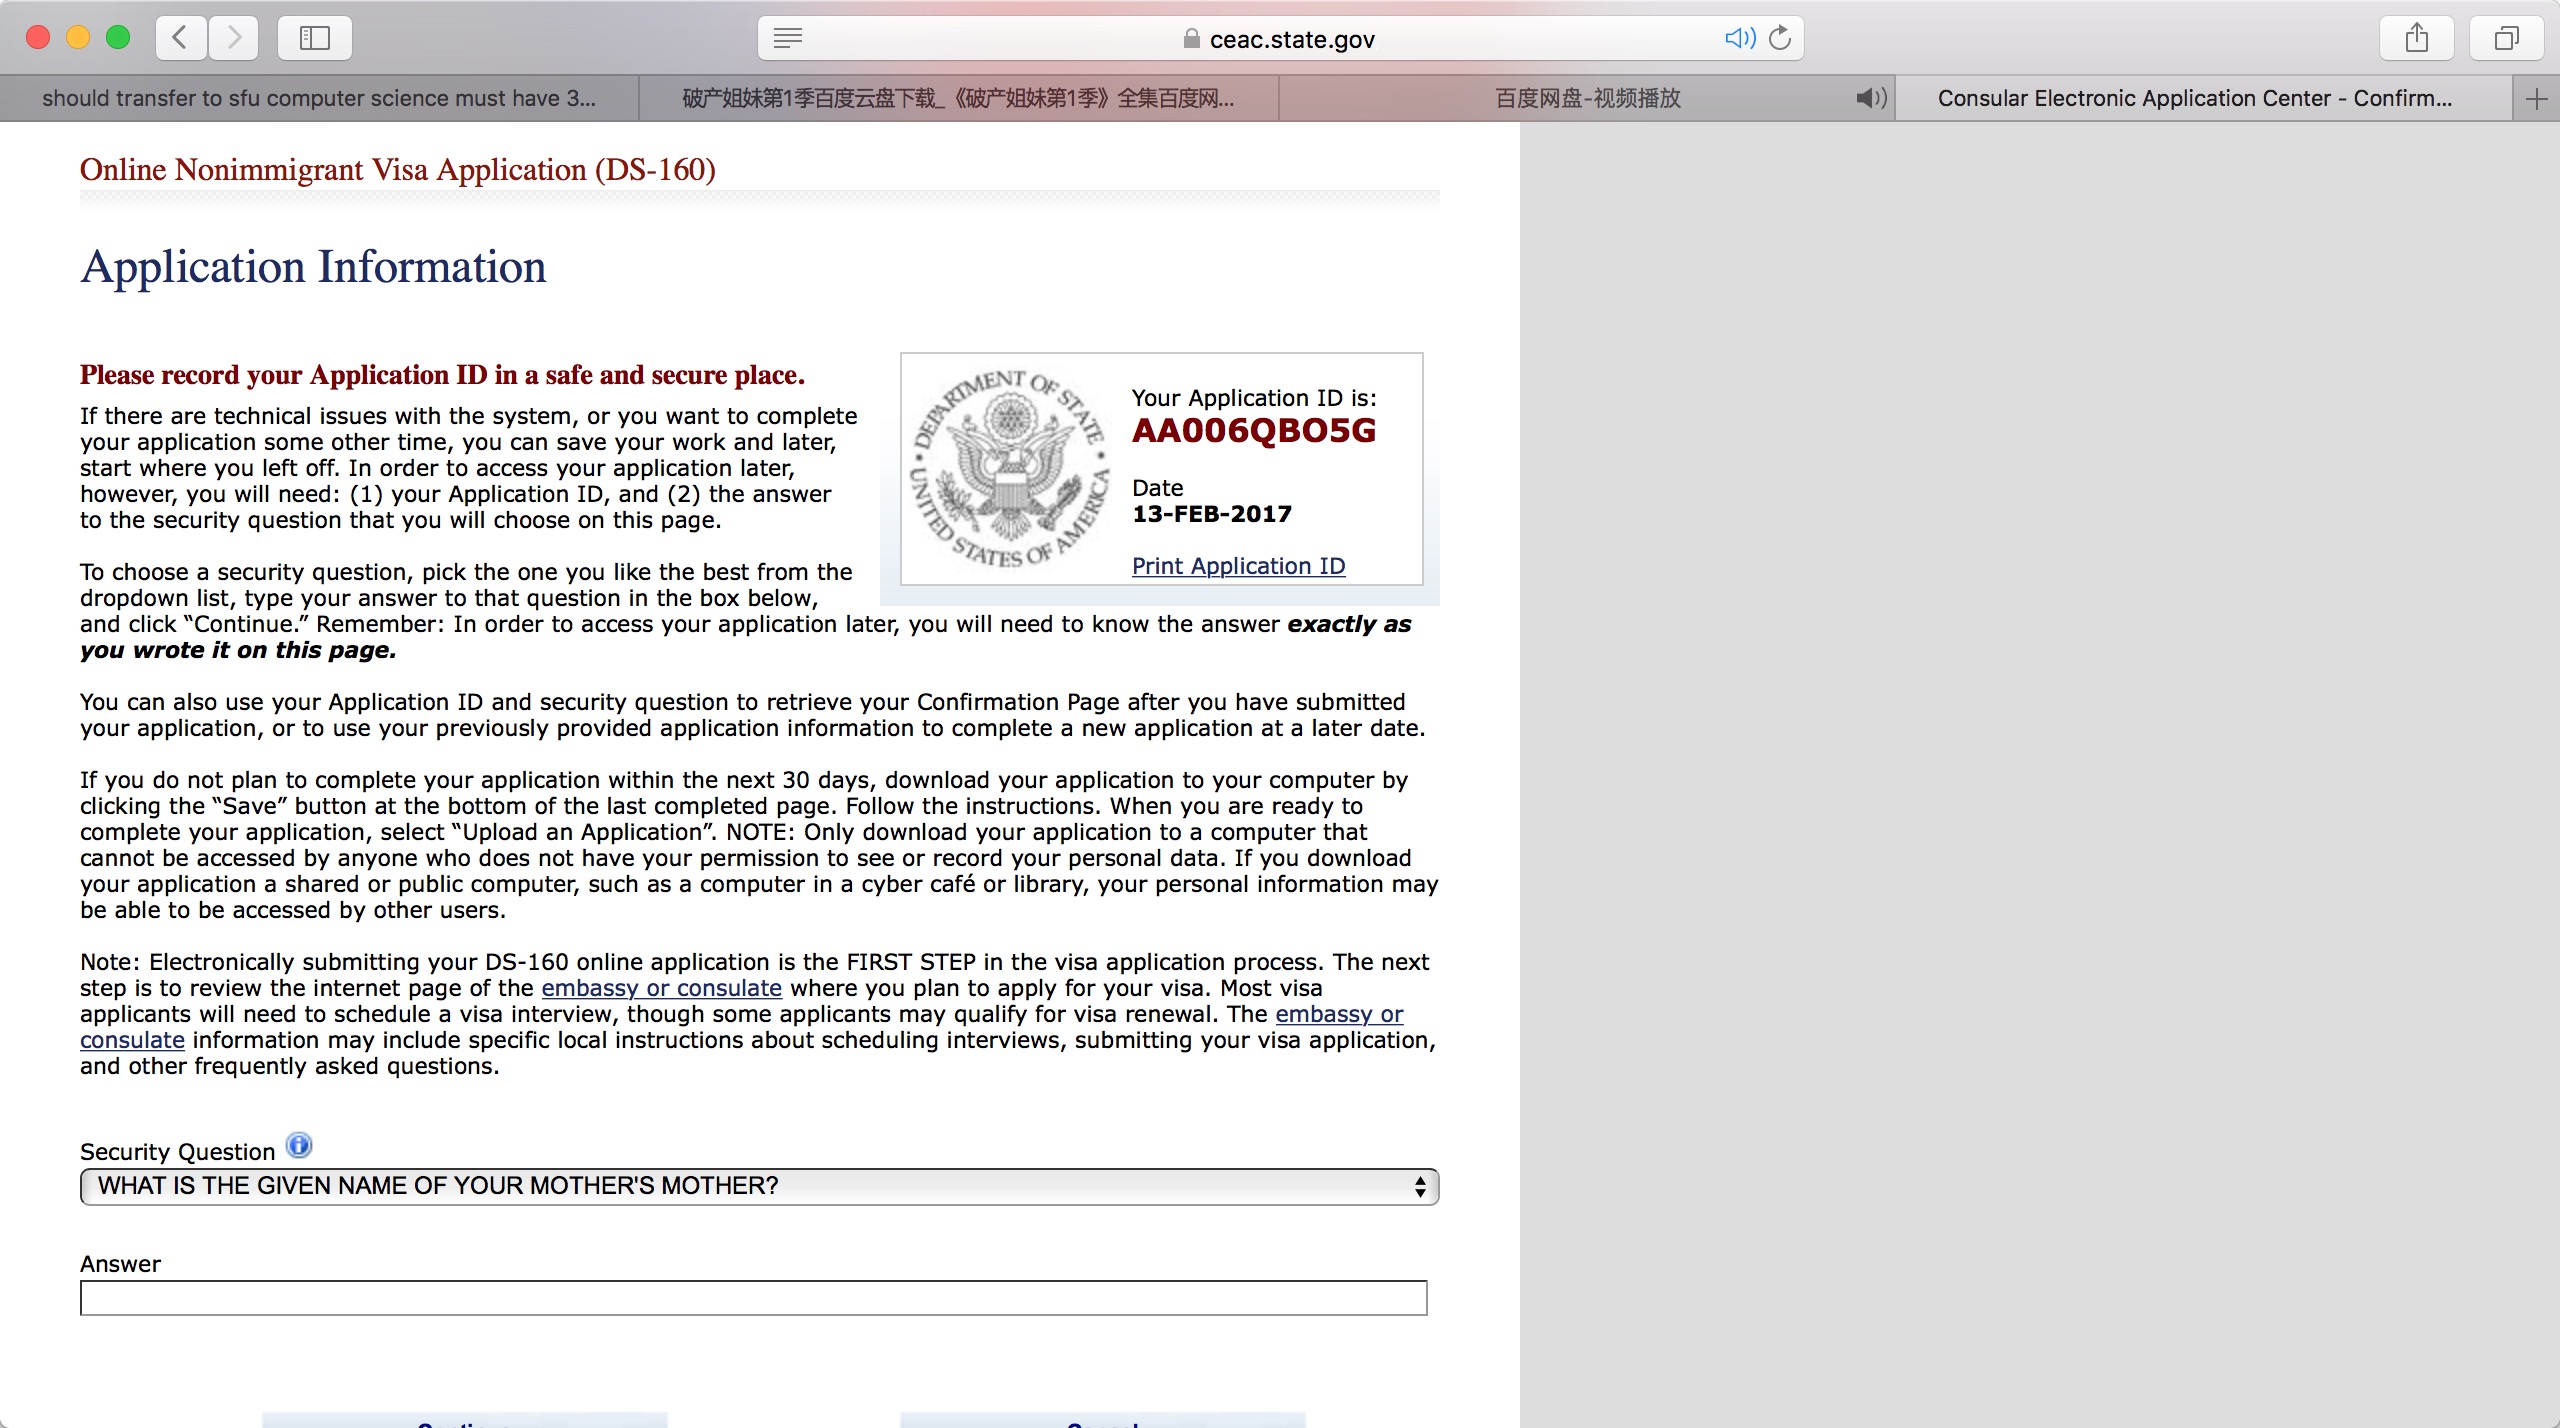 ceac.state.gov
should transfer to sfu computer science must have 3...
破产姐妹第1季百度云盘下载_《破产姐妹第1季》全集百度网...
百度网盘-视频播放
Consular Electronic Application Center - Confirm...
Online Nonimmigrant Visa Application (DS-160)
Application Information
Please record your Application ID in a safe and secure place.
If there are technical issues with the system, or you want to complete
your application some other time, you can save your work and later,
start where you left off. In order to access your application later,
however, you will need: (1) your Application ID, and (2) the answer
to the security question that you will choose on this page.
DEPARTMENT OF STATE
UNITED STATES OF AMERICA
Your Application ID is:
AA006QBO5G
Date
13-FEB-2017
Print Application ID
To choose a security question, pick the one you like the best from the
dropdown list, type your answer to that question in the box below,
and click “Continue.” Remember: In order to access your application later, you will need to know the answer exactly as
you wrote it on this page.
You can also use your Application ID and security question to retrieve your Confirmation Page after you have submitted
your application, or to use your previously provided application information to complete a new application at a later date.
If you do not plan to complete your application within the next 30 days, download your application to your computer by
clicking the “Save” button at the bottom of the last completed page. Follow the instructions. When you are ready to
complete your application, select “Upload an Application”. NOTE: Only download your application to a computer that
cannot be accessed by anyone who does not have your permission to see or record your personal data. If you download
your application a shared or public computer, such as a computer in a cyber café or library, your personal information may
be able to be accessed by other users.
Note: Electronically submitting your DS-160 online application is the FIRST STEP in the visa application process. The next
step is to review the internet page of the embassy or consulate where you plan to apply for your visa. Most visa
applicants will need to schedule a visa interview, though some applicants may qualify for visa renewal. The embassy or
consulate information may include specific local instructions about scheduling interviews, submitting your visa application,
and other frequently asked questions.
Security Question
WHAT IS THE GIVEN NAME OF YOUR MOTHER'S MOTHER?
Answer